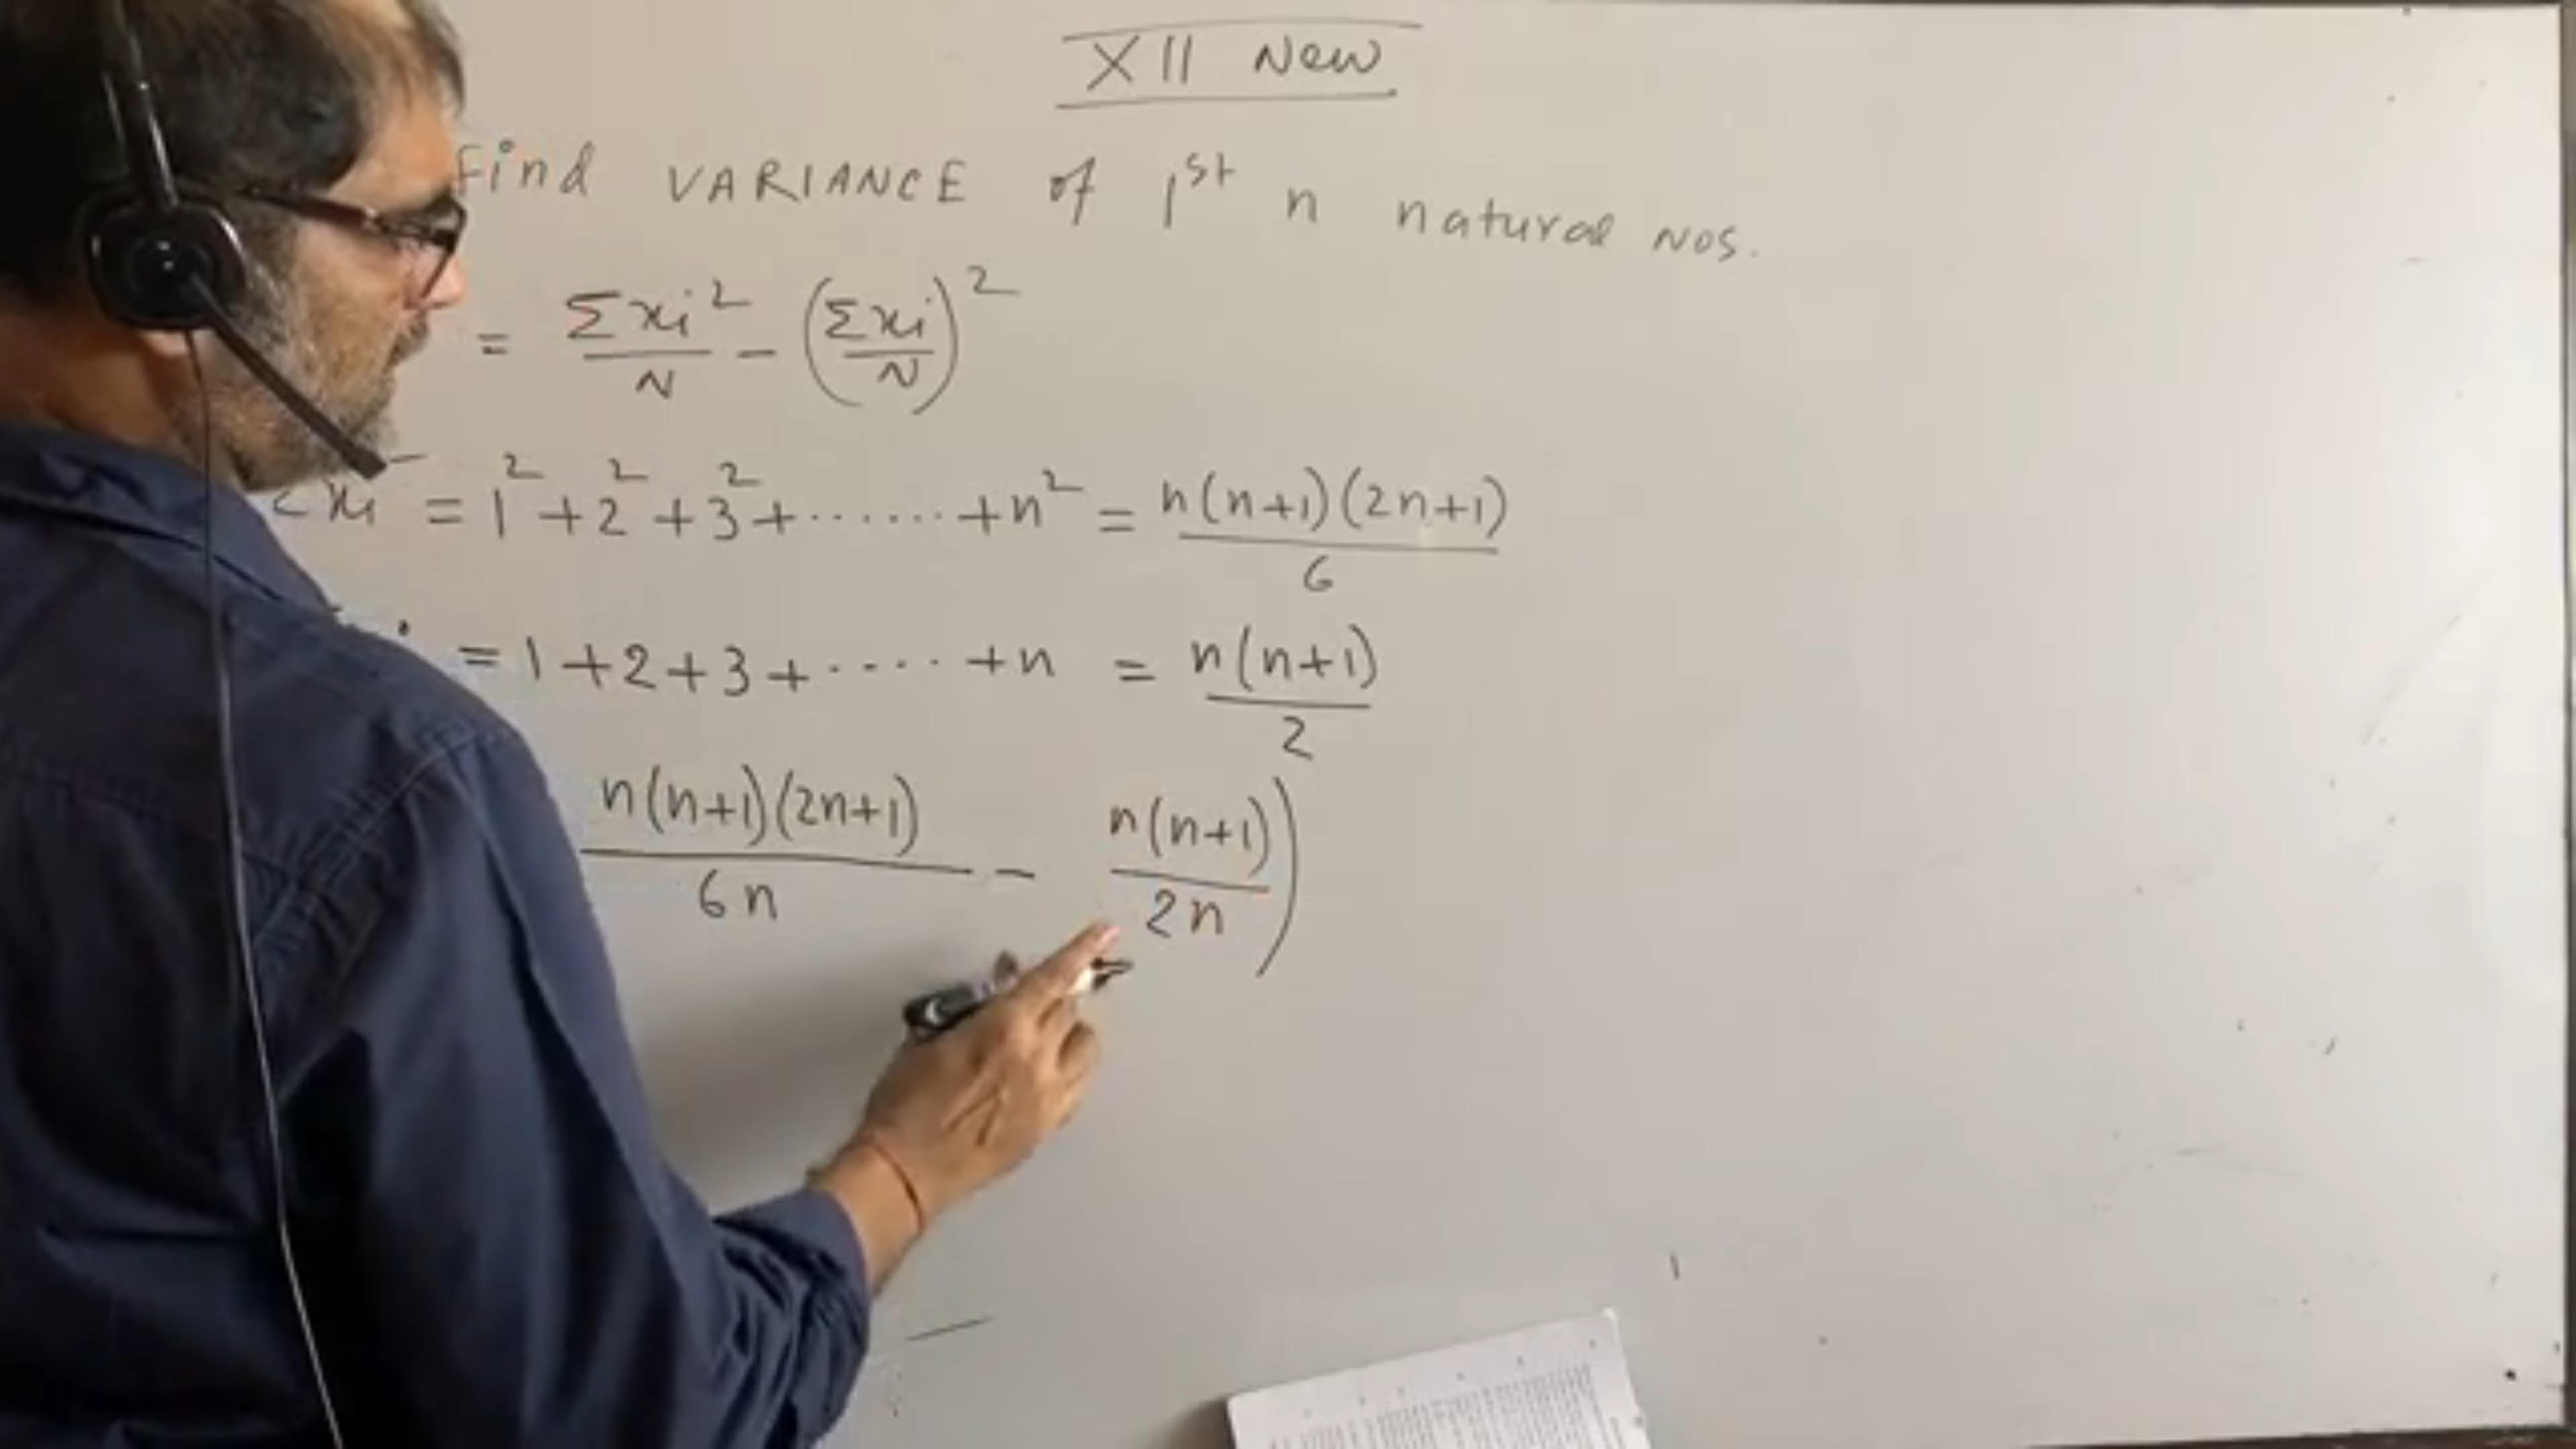 XII New
Find VARIANCE of 1st n natural Nos.
= Σxi²/N − (Σxi/N)²
Σxi² = 1²+2²+3²+.......+n² = n(n+1)(2n+1)/6
= 1+2+3+.....+n = n(n+1)/2
n(n+1)(2n+1)/6n − n(n+1)/2n)